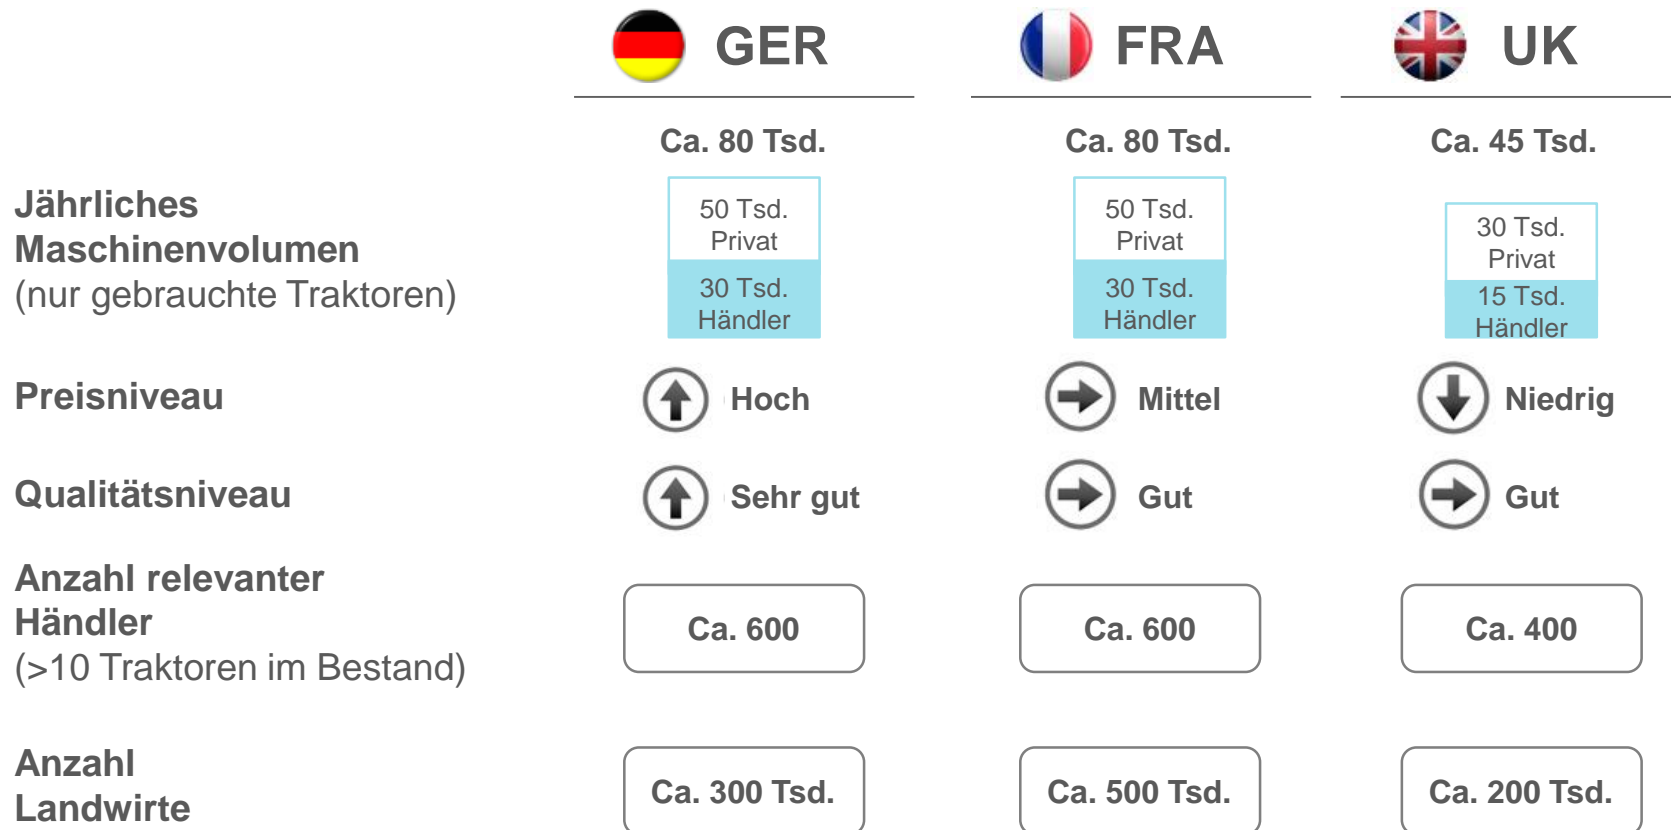 GER FRA UK
Ca. 80 Tsd. Ca. 80 Tsd. Ca. 45 Tsd.
Jährliches
Maschinenvolumen
(nur gebrauchte Traktoren)
50 Tsd.
Privat
30 Tsd.
Händler
50 Tsd.
Privat
30 Tsd.
Händler
30 Tsd.
Privat
15 Tsd.
Händler
Preisniveau Hoch Mittel Niedrig
Qualitätsniveau Sehr gut Gut Gut
Anzahl relevanter
Händler
(>10 Traktoren im Bestand)
Ca. 600 Ca. 600 Ca. 400
Anzahl
Landwirte
Ca. 300 Tsd. Ca. 500 Tsd. Ca. 200 Tsd.